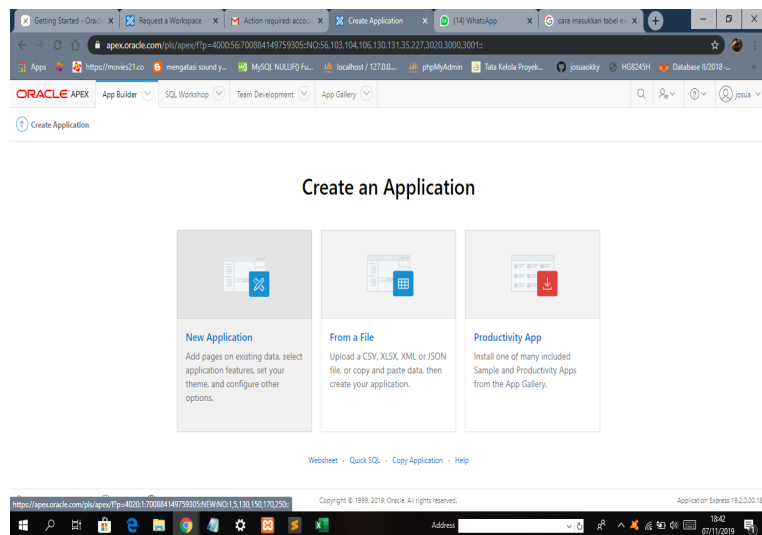 Getting Started - Oracle
Request a Workspace -
Action required: accoun
Create Application
(14) WhatsApp
cara masukkan tabel ex
apex.oracle.com/pls/apex/f?p=4000:56:700884149759305::NO:56,103,104,106,130,131,35,227,3020,3000,3001::
Apps
https://movies21.co
mengatasi sound y...
MySQL NULLIF() Fu...
localhost / 127.0.0....
phpMyAdmin
Tata Kelola Proyek...
josuaokky
HG8245H
Database II/2018 -...
ORACLE APEX
App Builder
SQL Workshop
Team Development
App Gallery
josua
Create Application
Create an Application
New Application
Add pages on existing data, select
application features, set your
theme, and configure other
options.
From a File
Upload a CSV, XLSX, XML or JSON
file, or copy and paste data, then
create your application.
Productivity App
Install one of many included
Sample and Productivity Apps
from the App Gallery.
Websheet · Quick SQL · Copy Application · Help
https://apex.oracle.com/pls/apex/f?p=4020:1:700884149759305:NEW:NO:1,5,130,150,170,250::
Copyright © 1999, 2019, Oracle. All rights reserved.
Application Express 19.2.0.00.18
Address
18:42
07/11/2019